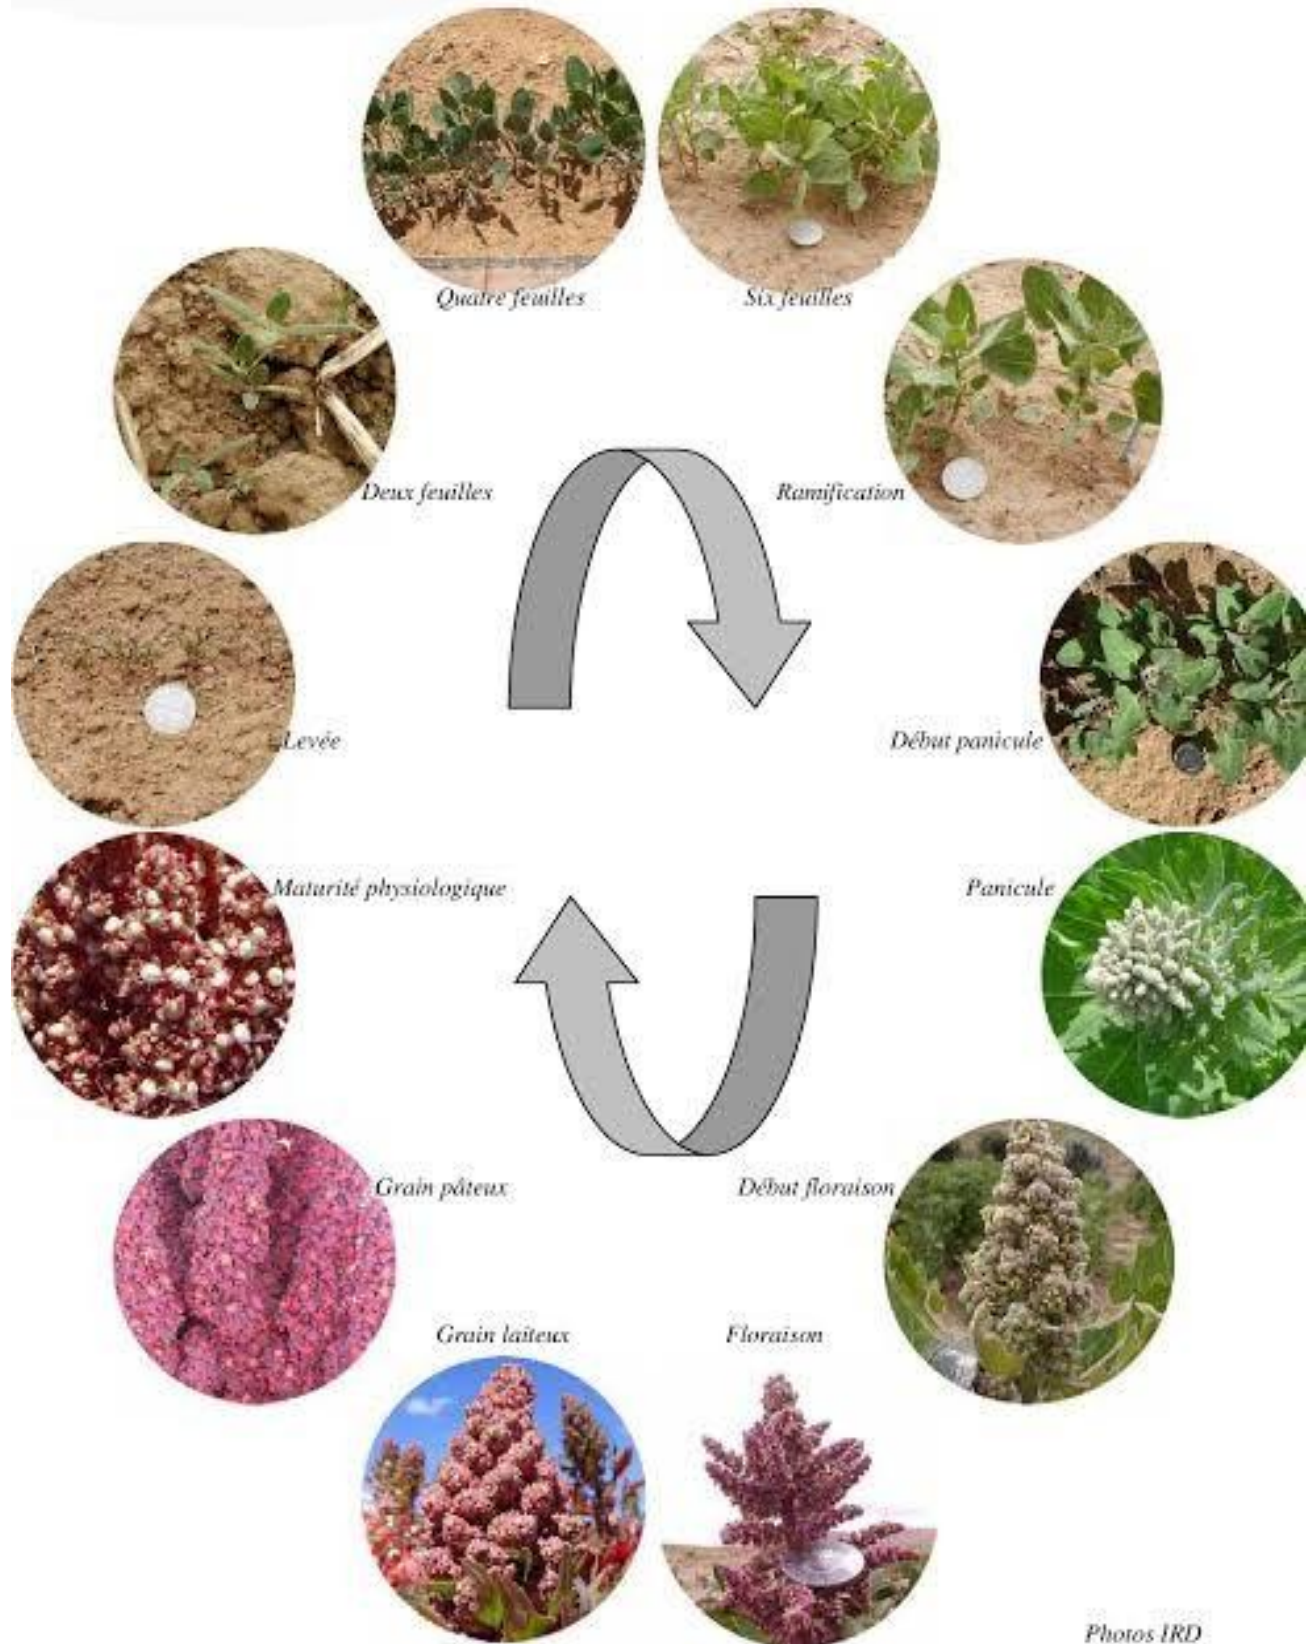 Quatre feuilles
Six feuilles
Deux feuilles
Ramification
Levée
Début panicule
Maturité physiologique
Panicule
Grain pâteux
Début floraison
Grain laiteux
Floraison
Photos IRD